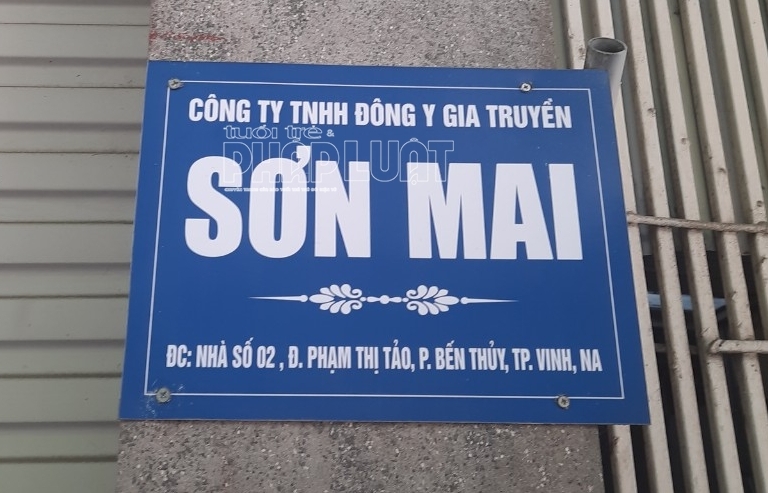 CÔNG TY TNHH ĐÔNG Y GIA TRUYỀN
tuổi trẻ &
PHÁP LUẬT
SƠN MAI
ĐC: NHÀ SỐ 02 , Đ. PHẠM THỊ TẢO, P. BẾN THỦY, TP. VINH, NA